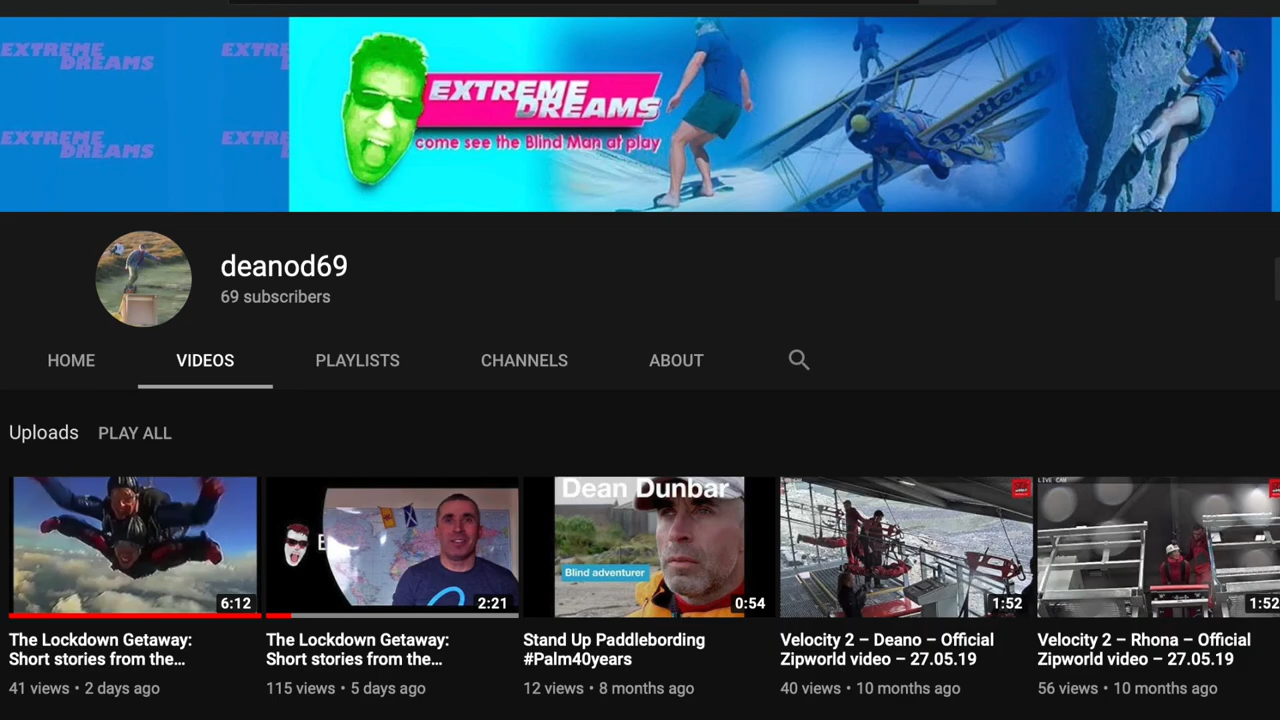 EXTREME
DREAMS
EXTRE
EXTREME
DREAMS
come see the Blind Man at play
Butterfly
EXTREME
DREAMS
EXTRE
deanod69
69 subscribers
HOME
VIDEOS
PLAYLISTS
CHANNELS
ABOUT
Uploads
PLAY ALL
6:12
2:21
Dean Dunbar
Blind adventurer
0:54
1:52
LIVE CAM
1:52
The Lockdown Getaway:
Short stories from the...
41 views • 2 days ago
The Lockdown Getaway:
Short stories from the...
115 views • 5 days ago
Stand Up Paddlebording
#Palm40years
12 views • 8 months ago
Velocity 2 – Deano – Official
Zipworld video – 27.05.19
40 views • 10 months ago
Velocity 2 – Rhona – Official
Zipworld video – 27.05.19
56 views • 10 months ago